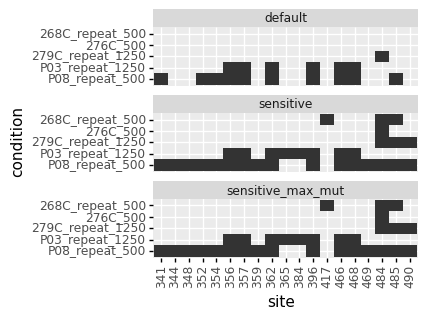 default
268C_repeat_500
276C_500
279C_repeat_1250
P03_repeat_1250
P08_repeat_500
sensitive
268C_repeat_500
276C_500
279C_repeat_1250
P03_repeat_1250
P08_repeat_500
sensitive_max_mut
268C_repeat_500
276C_500
279C_repeat_1250
P03_repeat_1250
P08_repeat_500
condition
341 344 348 352 354 356 357 359 362 365 384 396 417 466 468 469 484 485 490
site